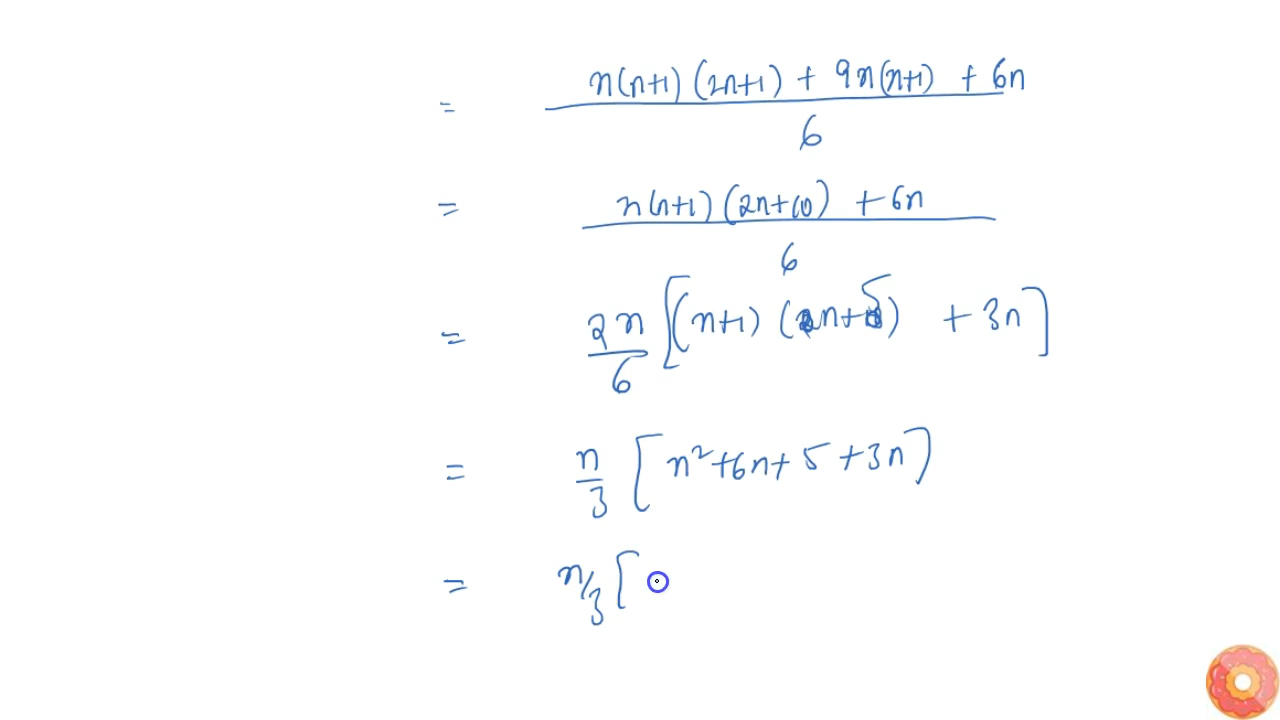 = n(n+1)(2n+1) + 9n(n+1) + 6n / 6
= n(n+1)(2n+10) + 6n / 6
= 2n/6 [(n+1)(n+5) + 3n]
= n/3 [n²+6n+5+3n]
= n/3 [